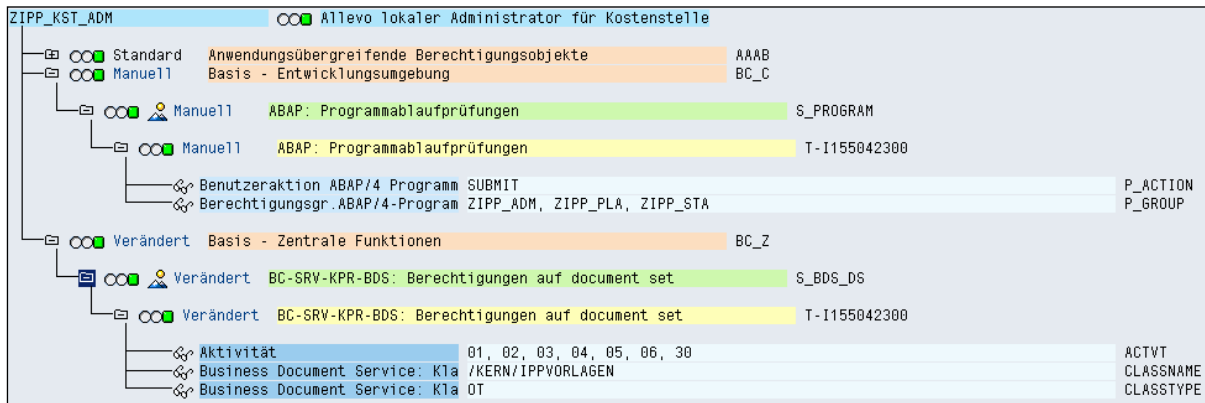 ZIPP_KST_ADM Allevo lokaler Administrator für Kostenstelle
Standard Anwendungsübergreifende Berechtigungsobjekte AAAB
Manuell Basis - Entwicklungsumgebung BC_C
Manuell ABAP: Programmablaufprüfungen S_PROGRAM
Manuell ABAP: Programmablaufprüfungen T-I155042300
Benutzeraktion ABAP/4 Programm SUBMIT P_ACTION
Berechtigungsgr.ABAP/4-Program ZIPP_ADM, ZIPP_PLA, ZIPP_STA P_GROUP
Verändert Basis - Zentrale Funktionen BC_Z
Verändert BC-SRV-KPR-BDS: Berechtigungen auf document set S_BDS_DS
Verändert BC-SRV-KPR-BDS: Berechtigungen auf document set T-I155042300
Aktivität 01, 02, 03, 04, 05, 06, 30 ACTVT
Business Document Service: Kla /KERN/IPPVORLAGEN CLASSNAME
Business Document Service: Kla OT CLASSTYPE